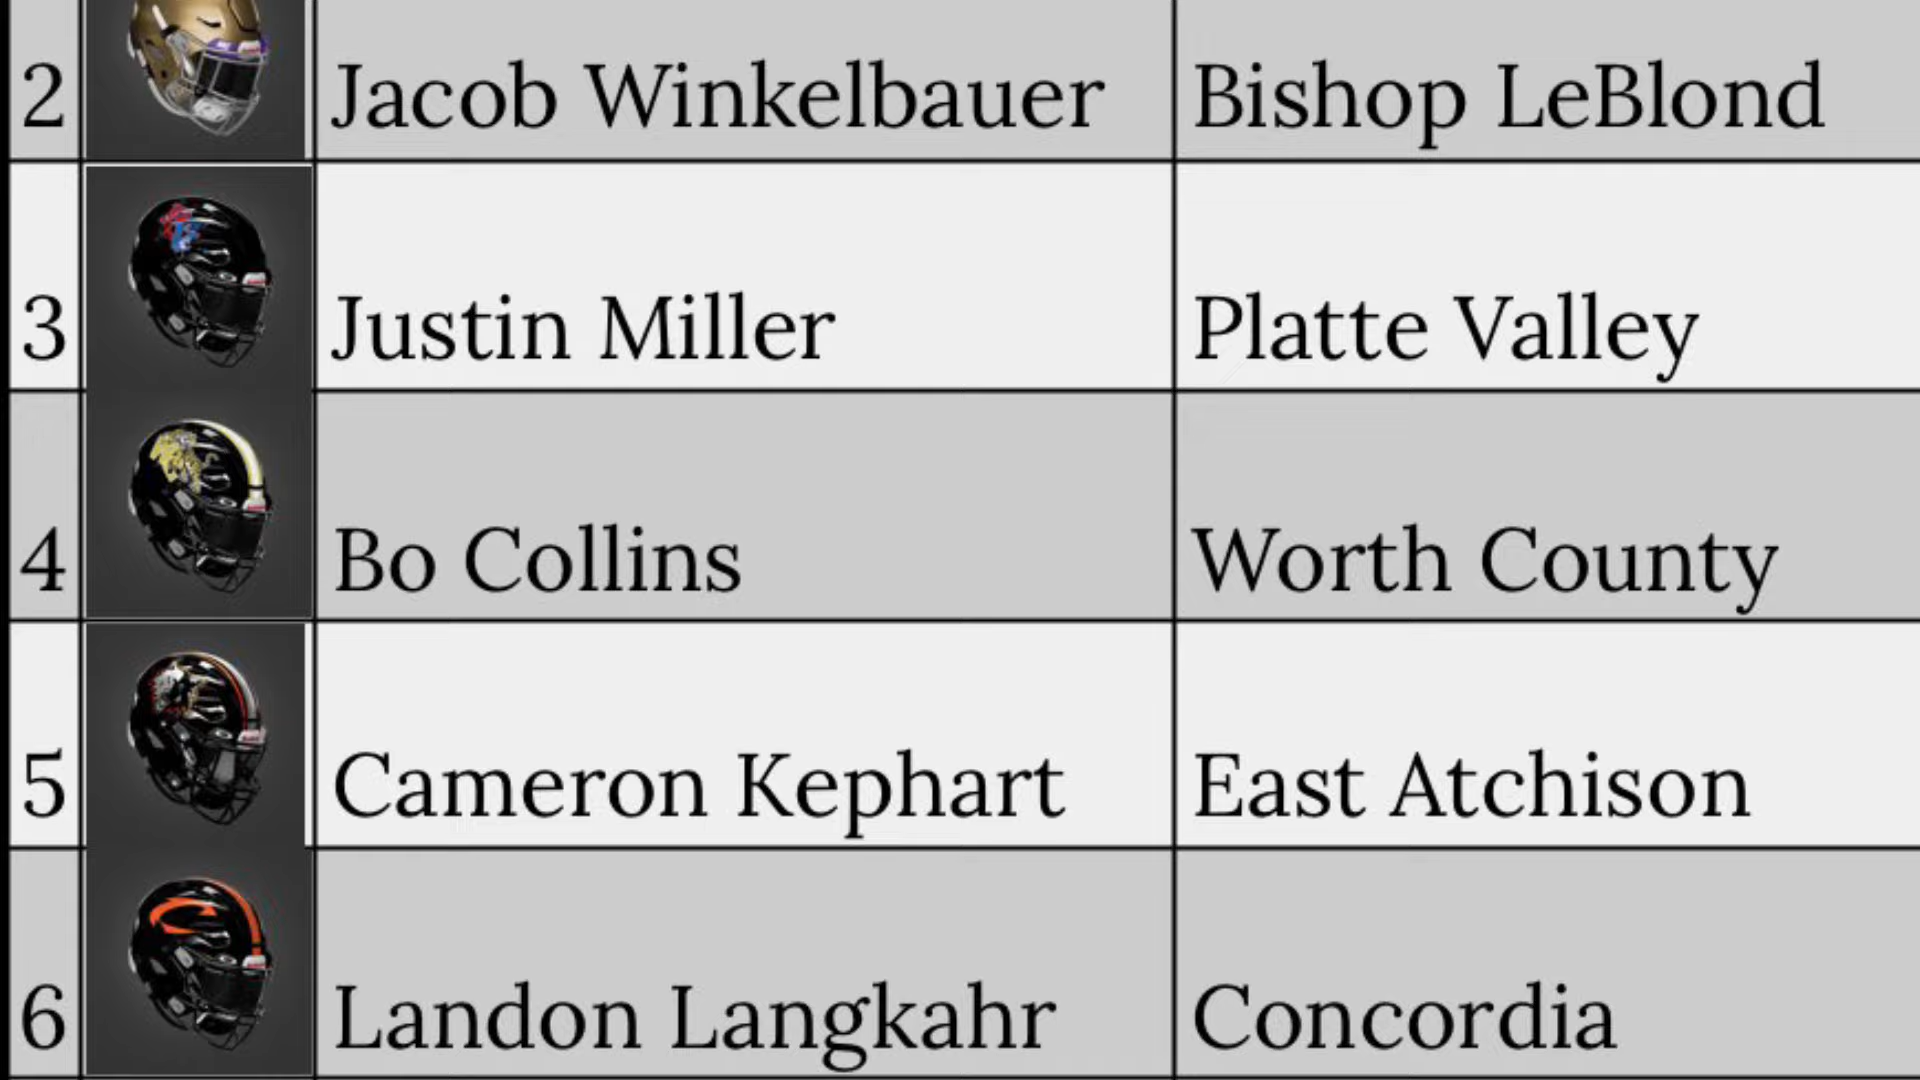 2 Jacob Winkelbauer Bishop LeBlond
3 Justin Miller Platte Valley
4 Bo Collins Worth County
5 Cameron Kephart East Atchison
6 Landon Langkahr Concordia